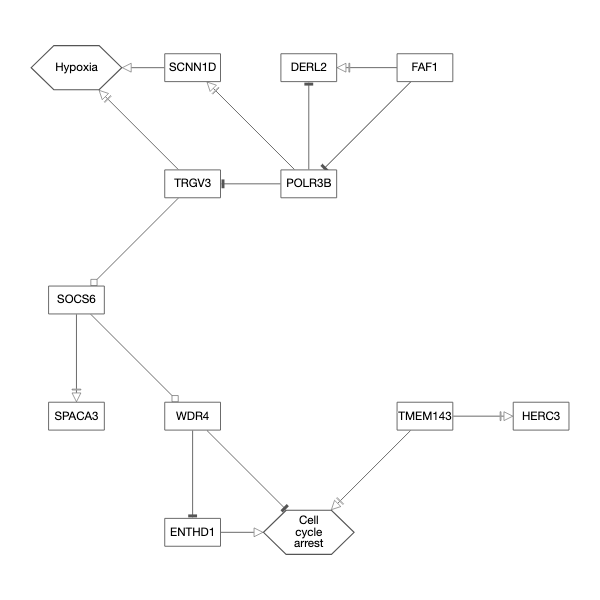 Hypoxia
SCNN1D
DERL2
FAF1
TRGV3
POLR3B
SOCS6
SPACA3
WDR4
TMEM143
HERC3
ENTHD1
Cell
cycle
arrest